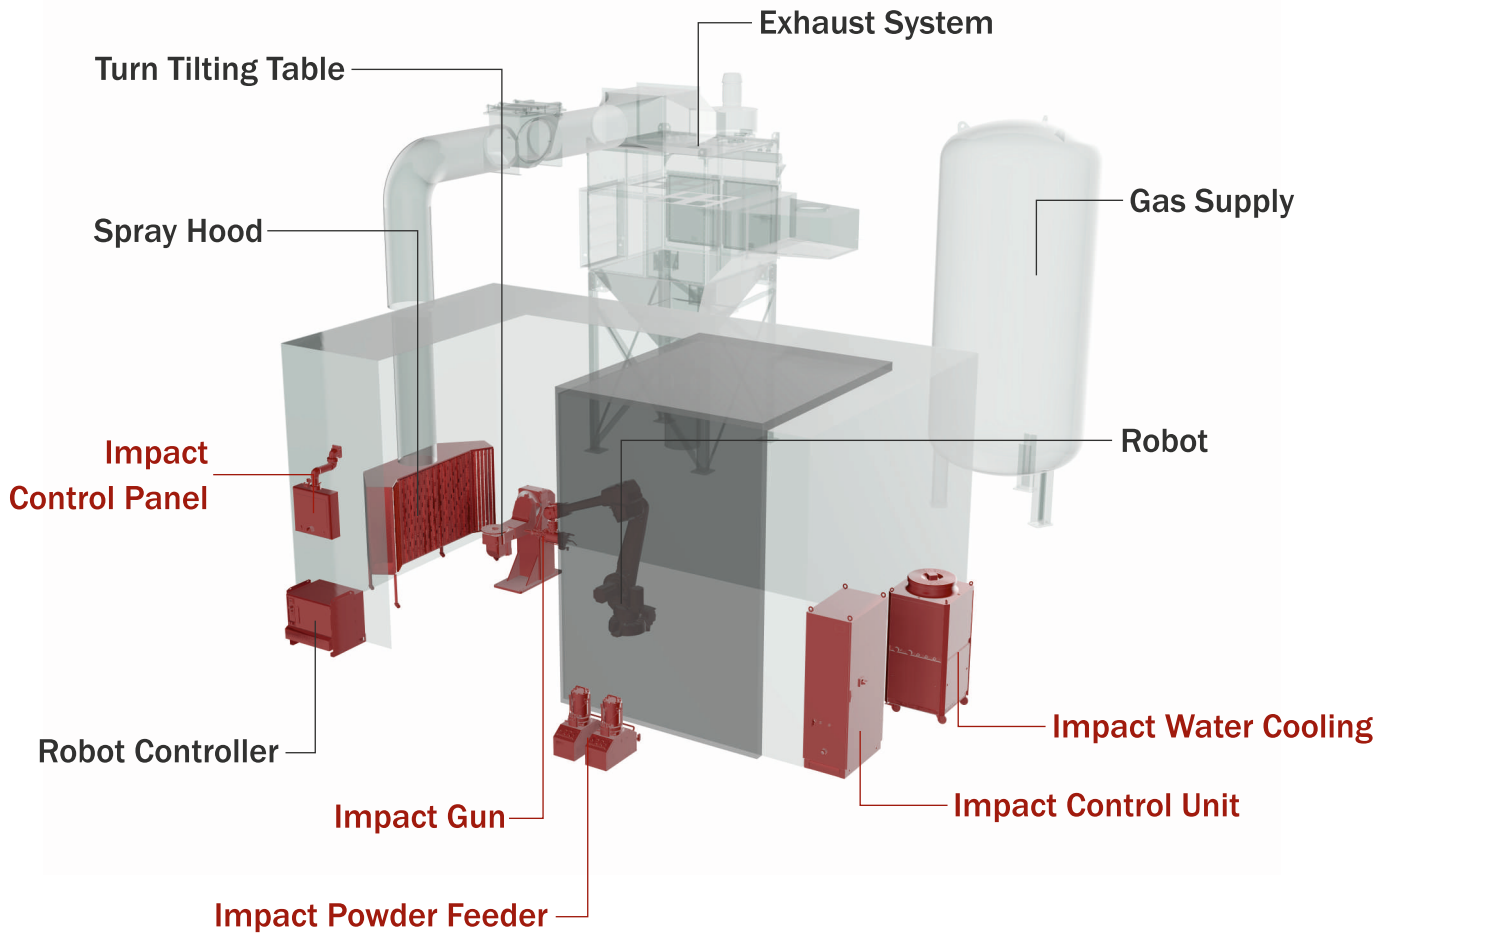 Exhaust System
Turn Tilting Table
Gas Supply
Spray Hood
Robot
Impact
Control Panel
Impact Water Cooling
Robot Controller
Impact Control Unit
Impact Gun
Impact Powder Feeder